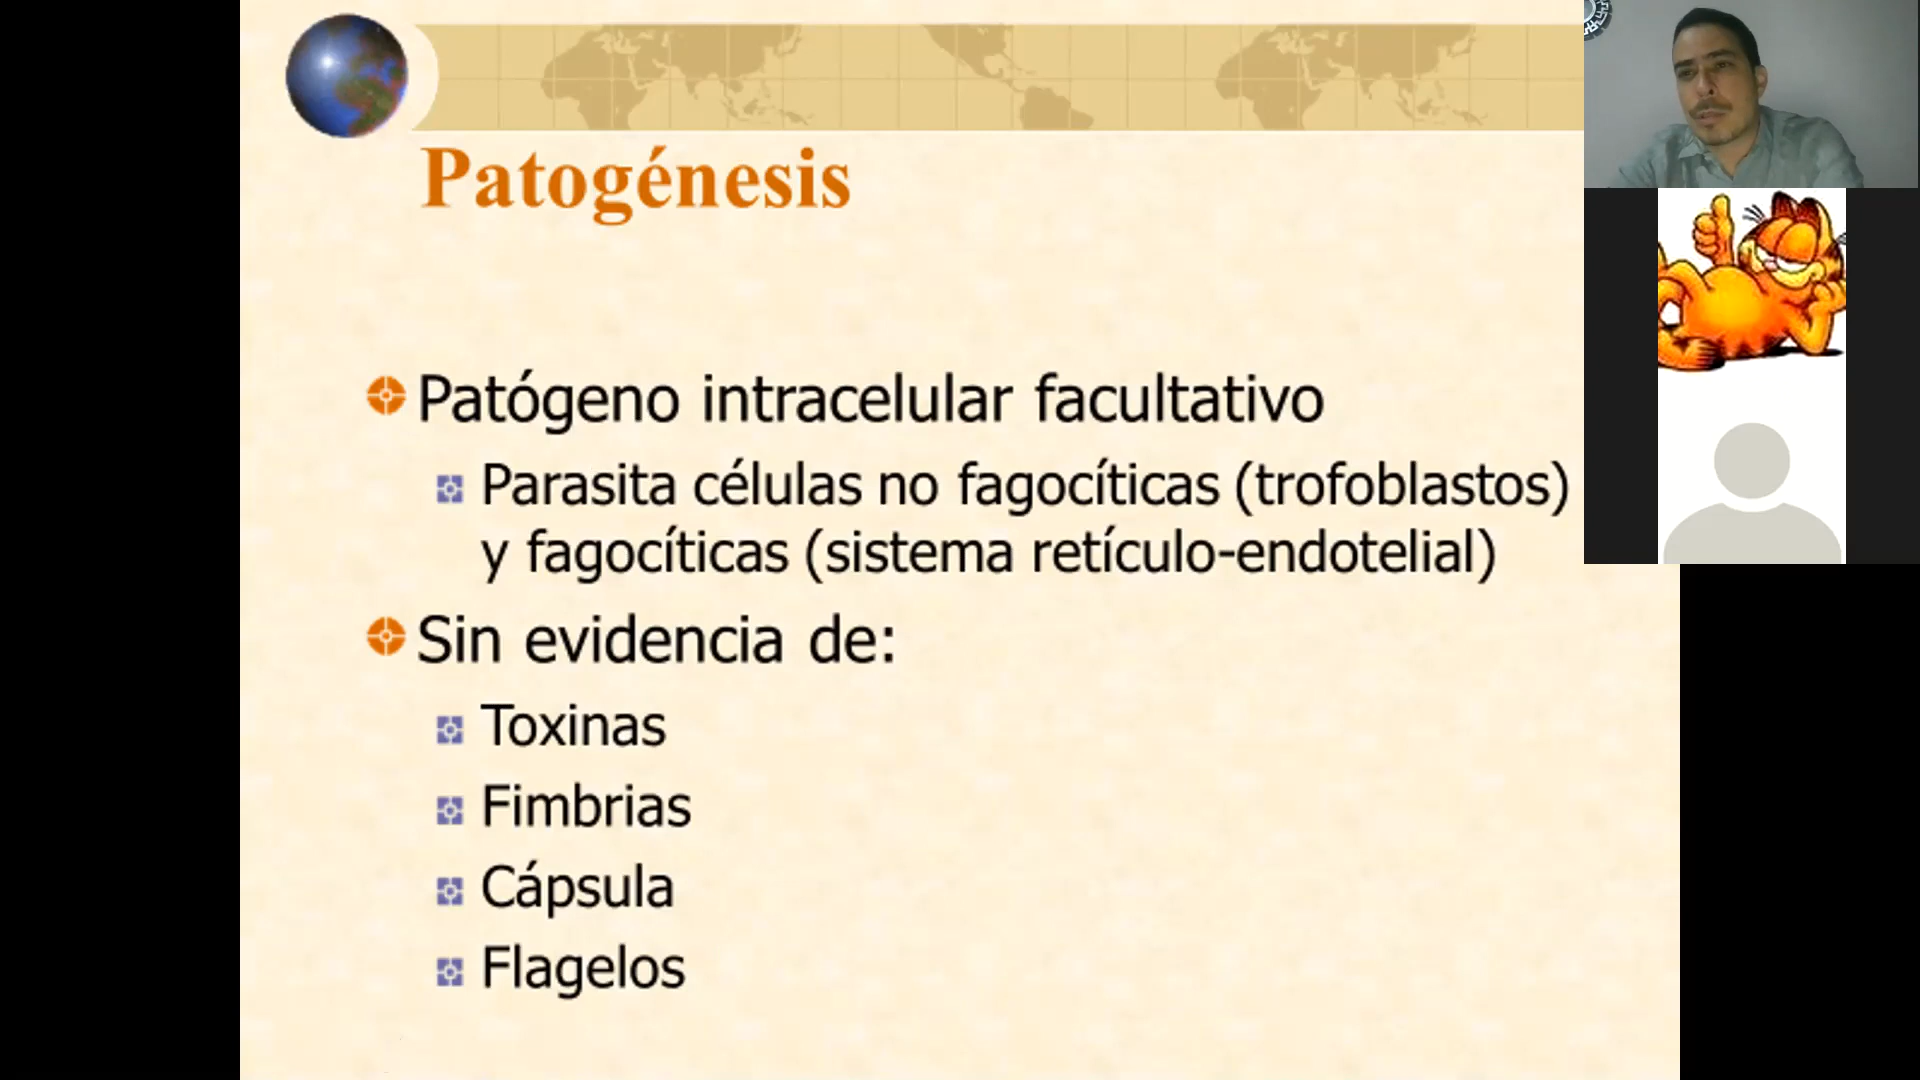 Patogénesis
Patógeno intracelular facultativo
Parasita células no fagocíticas (trofoblastos)
y fagocíticas (sistema retículo-endotelial)
Sin evidencia de:
Toxinas
Fimbrias
Cápsula
Flagelos